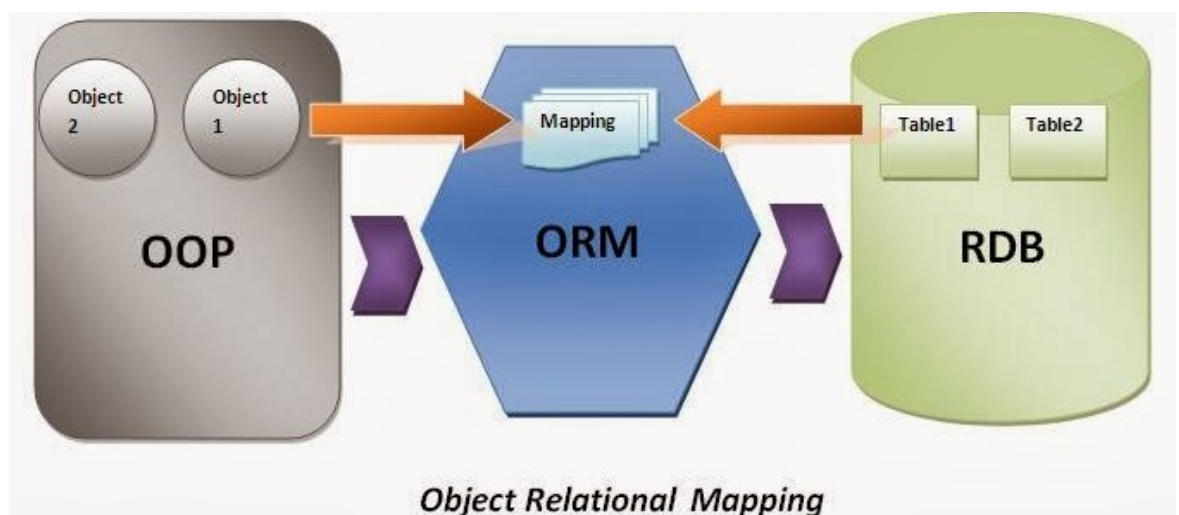 Object
2
Object
1
Mapping
Table1
Table2
OOP
ORM
RDB
Object Relational Mapping